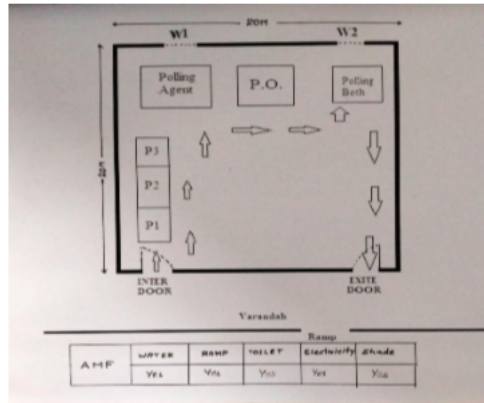 20M
W1 W2
Polling
Agent
P.O.
Polling
Both
P3
P2
P1
INTER
DOOR
EXITE
DOOR
Varandah
Ramp
AMF WATER RAMP TOILET Electricity Shade
Yes Yes Yes Yes Yes